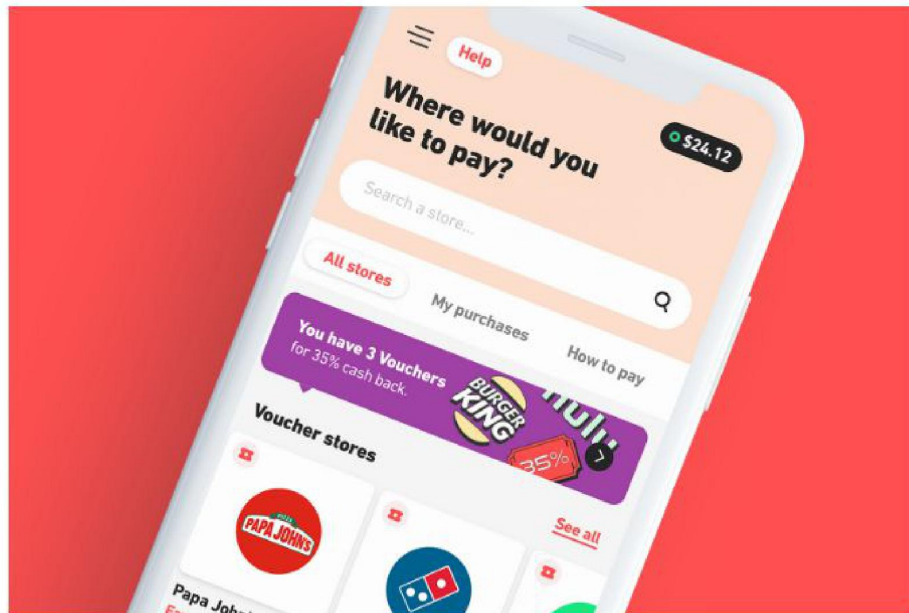 Help
$24.12
Where would you
like to pay?
Search a store...
All stores
My purchases
How to pay
You have 3 Vouchers
for 35% cash back.
BURGER
KING
hulu
35%
Voucher stores
See all
PIZZA
PAPA JOHN'S
Papa